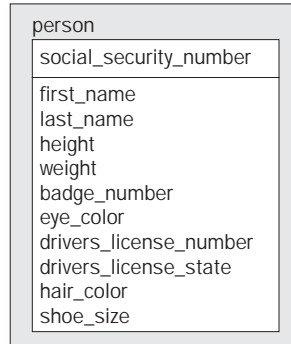 person
social_security_number
first_name
last_name
height
weight
badge_number
eye_color
drivers_license_number
drivers_license_state
hair_color
shoe_size